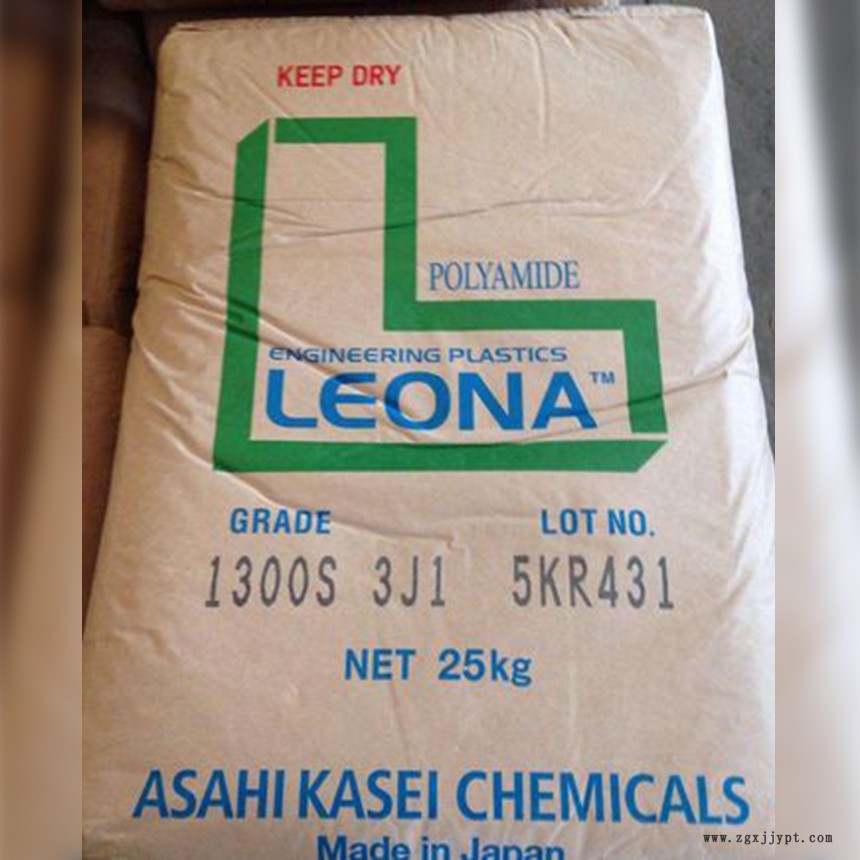 KEEP DRY
POLYAMIDE
ENGINEERING PLASTICS
LEONA™
GRADE LOT NO.
1300S 3J1 5KR431
NET 25kg
ASAHI KASEI CHEMICALS
Made in Japan
www.zgxjjypt.com